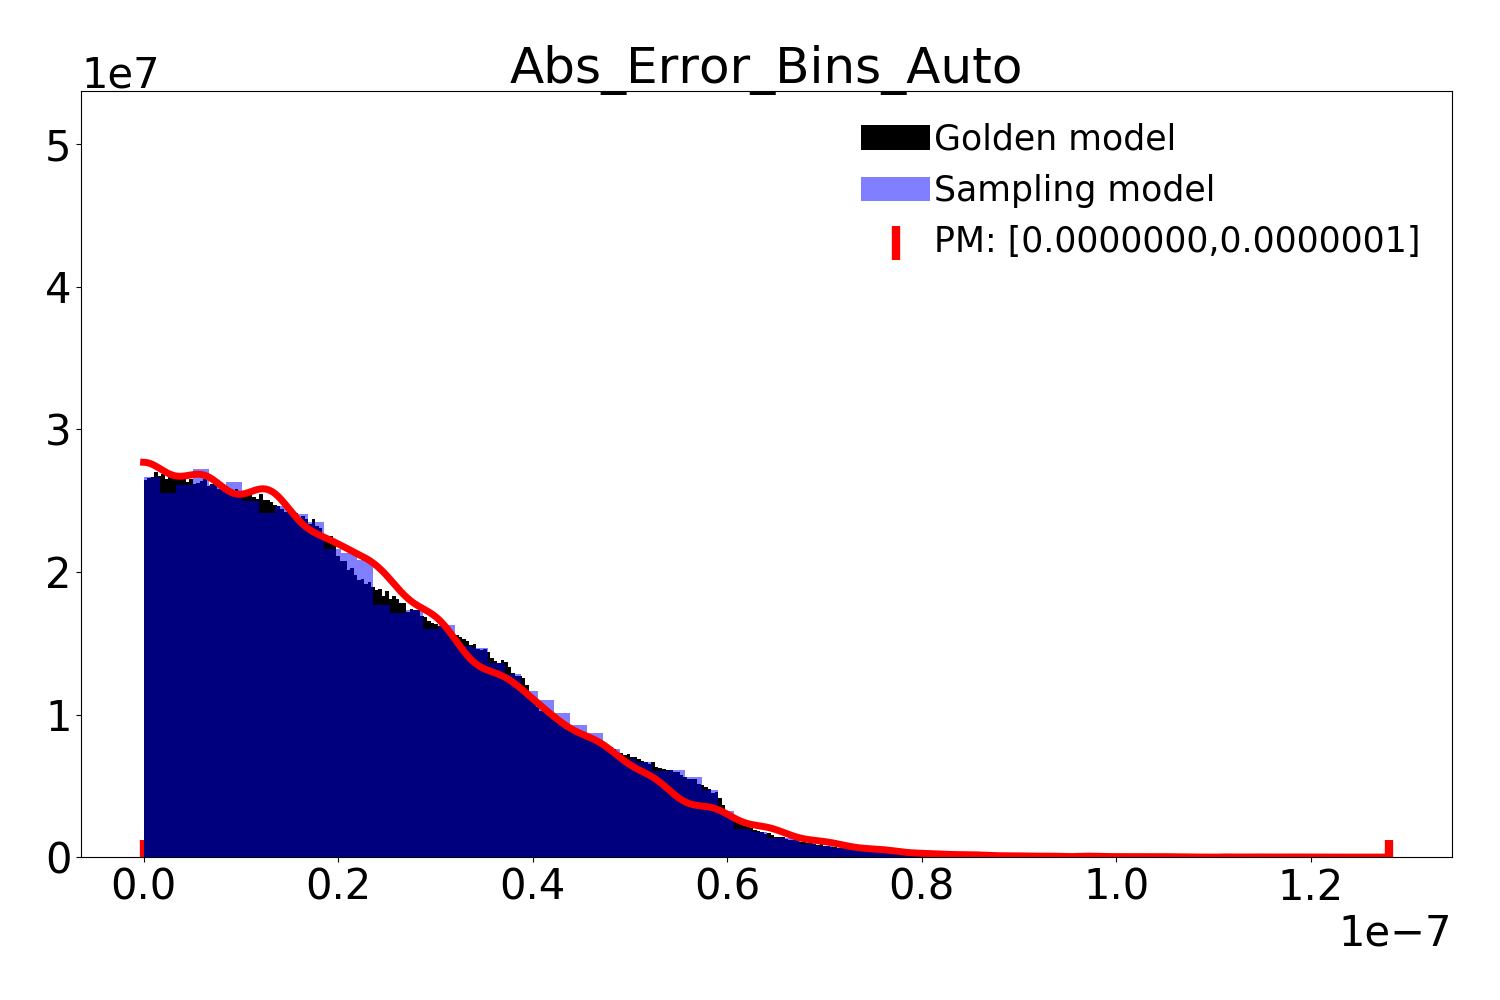 Abs_Error_Bins_Auto
1e7
Golden model
Sampling model
PM: [0.0000000,0.0000001]
5
4
3
2
1
0
0.0 0.2 0.4 0.6 0.8 1.0 1.2
1e−7